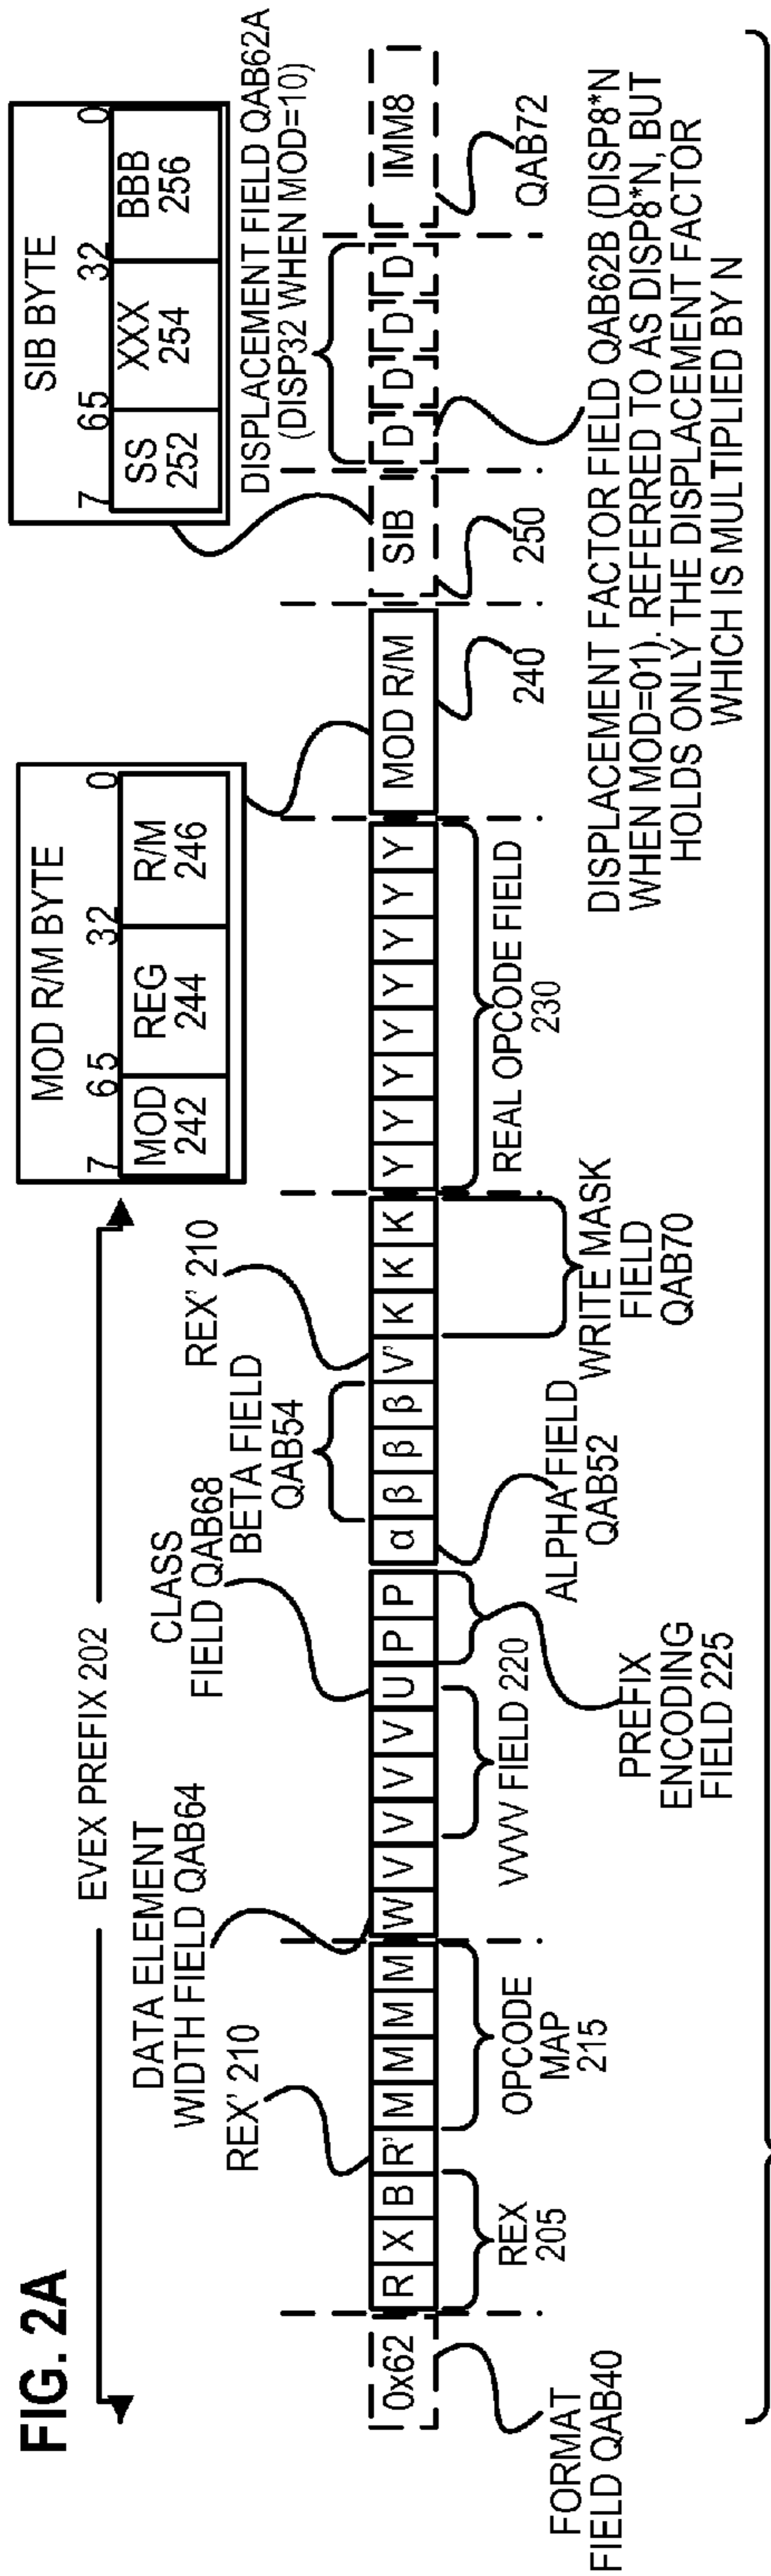 FIG. 2A
EVEX PREFIX 202
MOD R/M BYTE
7 6 5 3 2 0
MOD REG R/M
242 244 246
SIB BYTE
7 6 5 3 2 0
SS XXX BBB
252 254 256
REX' 210
DATA ELEMENT
WIDTH FIELD QAB64
CLASS
FIELD QAB68
BETA FIELD
QAB54
REX' 210
DISPLACEMENT FIELD QAB62A
(DISP32 WHEN MOD=10)
0x62 R X B R' M M M M W V V V V U P P α β β β V' K K K Y Y Y Y Y Y Y Y MOD R/M SIB D D D D IMM8
FORMAT
FIELD QAB40
REX
205
OPCODE
MAP
215
VVVV FIELD 220
PREFIX
ENCODING
FIELD 225
ALPHA FIELD
QAB52
WRITE MASK
FIELD
QAB70
REAL OPCODE FIELD
230
240
250
QAB72
DISPLACEMENT FACTOR FIELD QAB62B (DISP8*N
WHEN MOD=01). REFERRED TO AS DISP8*N, BUT
HOLDS ONLY THE DISPLACEMENT FACTOR
WHICH IS MULTIPLIED BY N